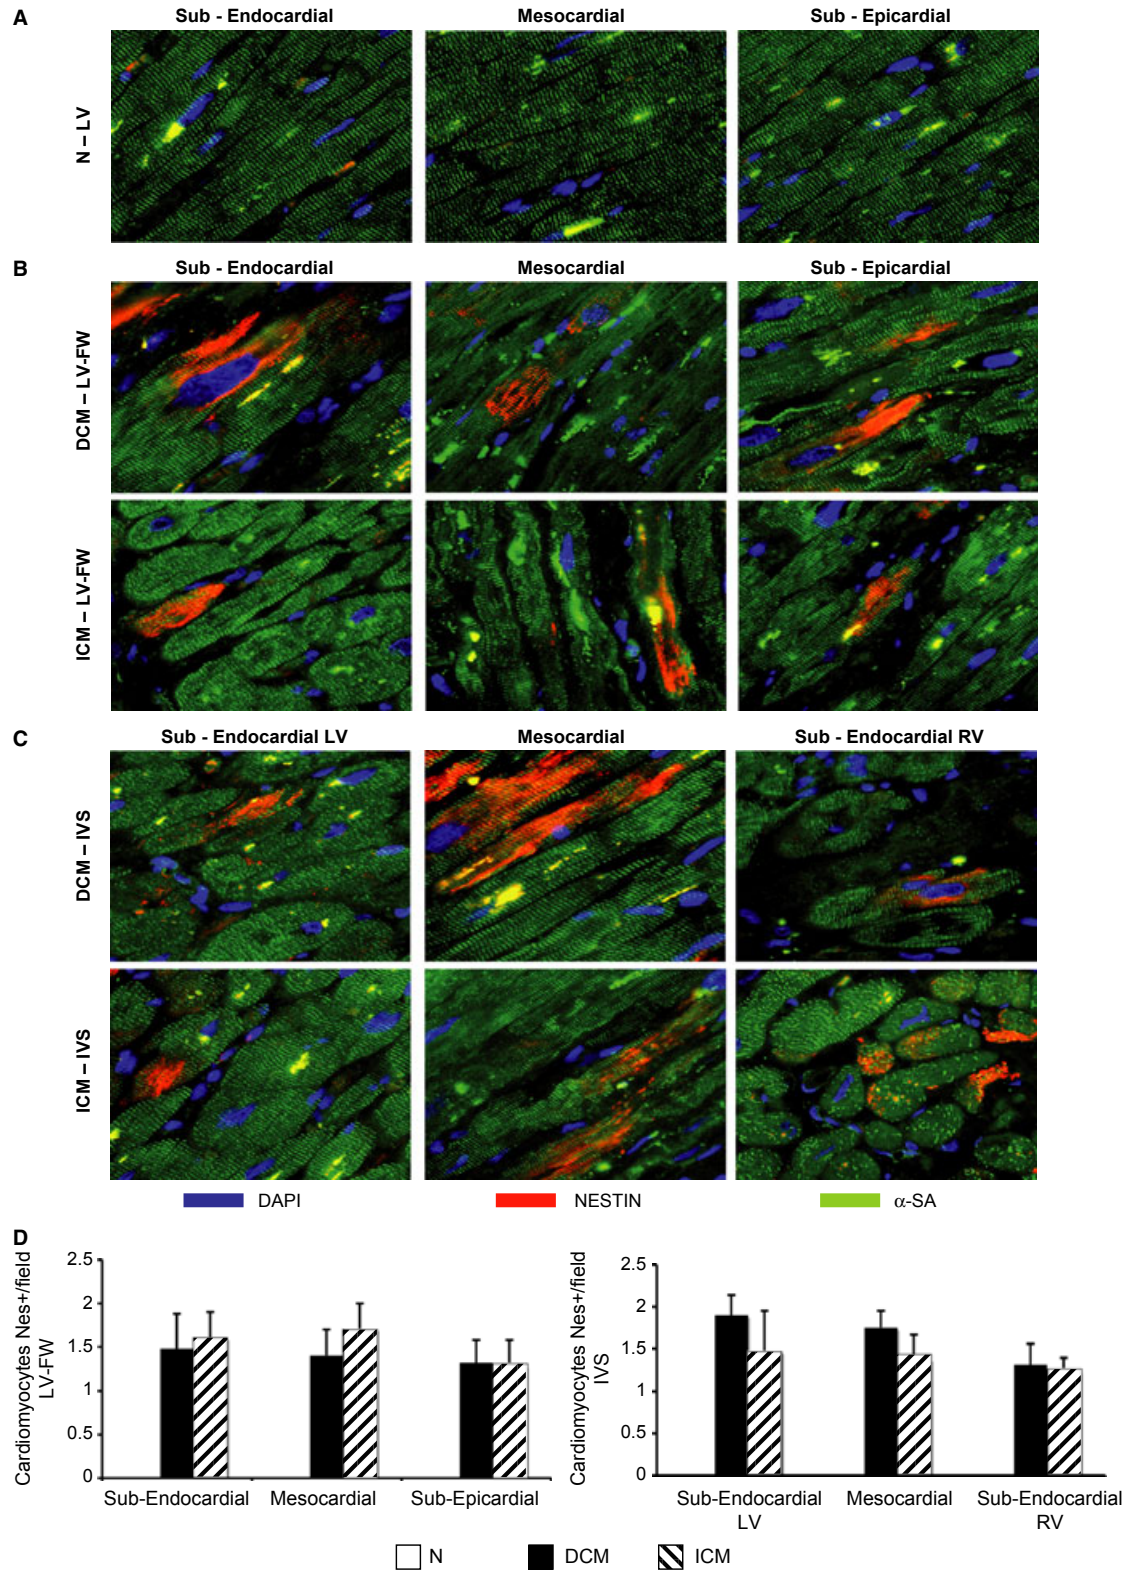 A
Sub - Endocardial Mesocardial Sub - Epicardial
N – LV
B
Sub - Endocardial Mesocardial Sub - Epicardial
DCM – LV-FW
ICM – LV-FW
C
Sub - Endocardial LV Mesocardial Sub - Endocardial RV
DCM – IVS
ICM – IVS
DAPI NESTIN α-SA
D
Cardiomyocytes Nes+/field
LV-FW
2.5
2
1.5
1
0.5
0
Sub-Endocardial Mesocardial Sub-Epicardial
Cardiomyocytes Nes+/field
IVS
2.5
2
1.5
1
0.5
0
Sub-Endocardial Mesocardial Sub-Endocardial
LV RV
N DCM ICM